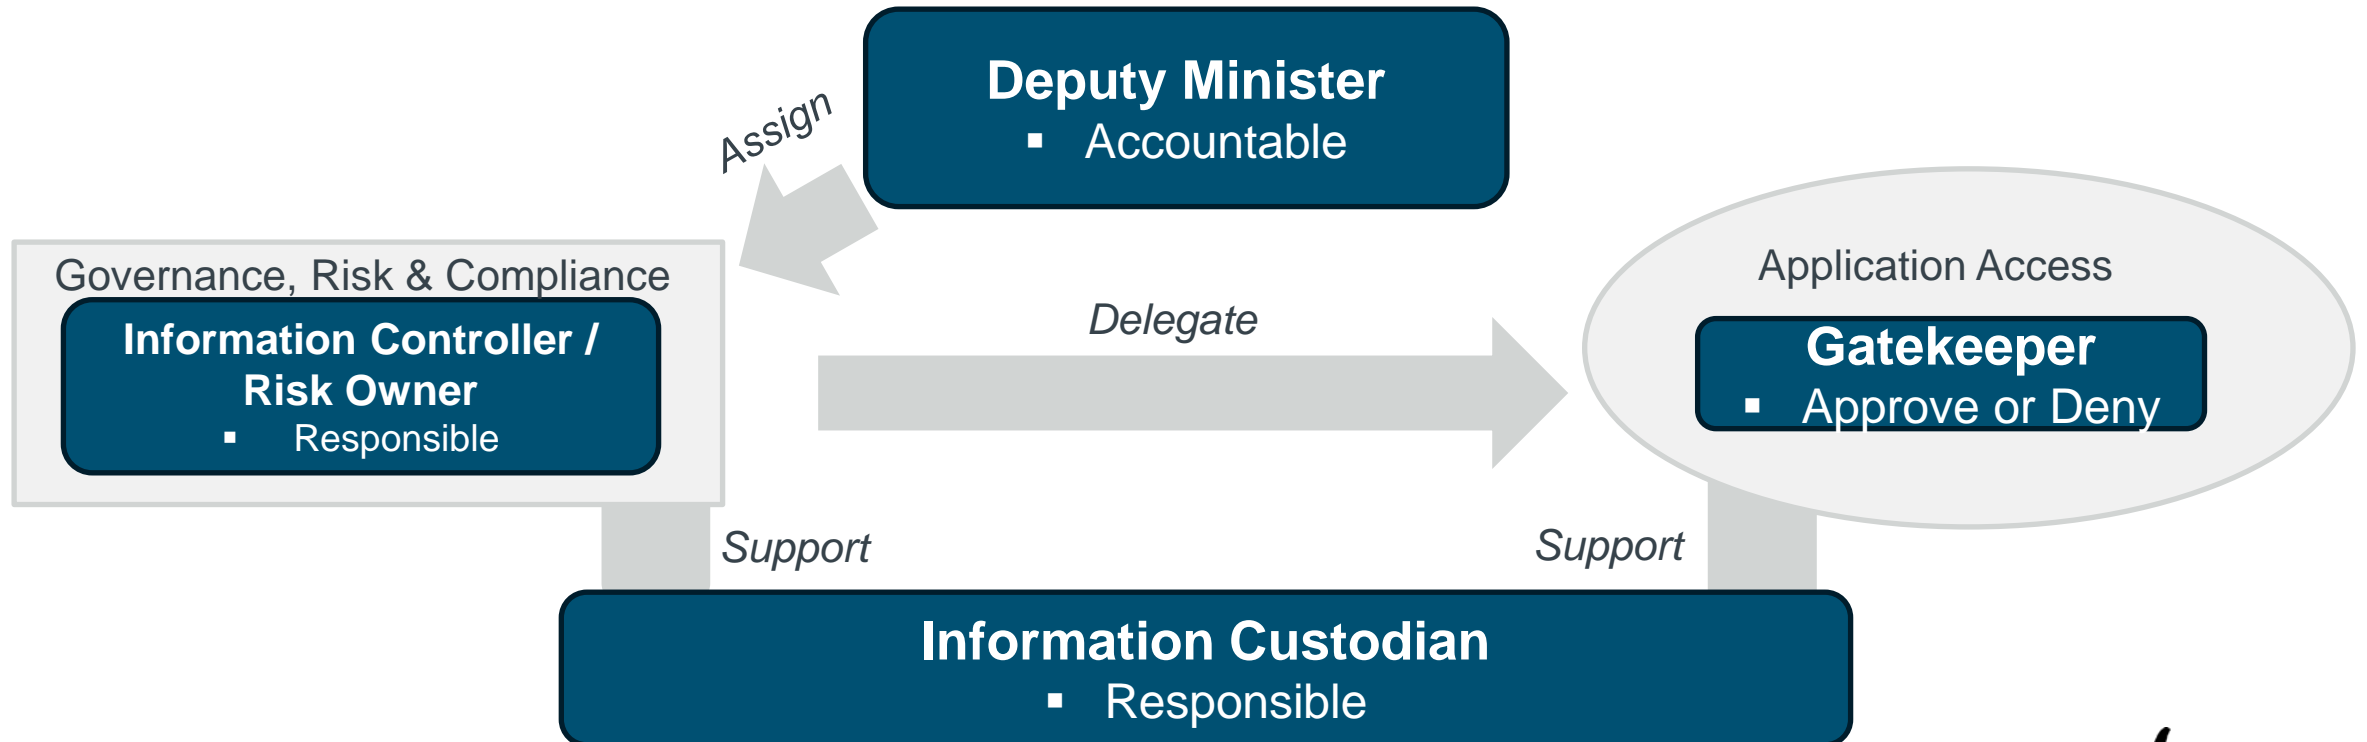 Deputy Minister
▪ Accountable
Assign
Governance, Risk & Compliance
Information Controller /
Risk Owner
▪ Responsible
Delegate
Application Access
Gatekeeper
▪ Approve or Deny
Support
Support
Information Custodian
▪ Responsible